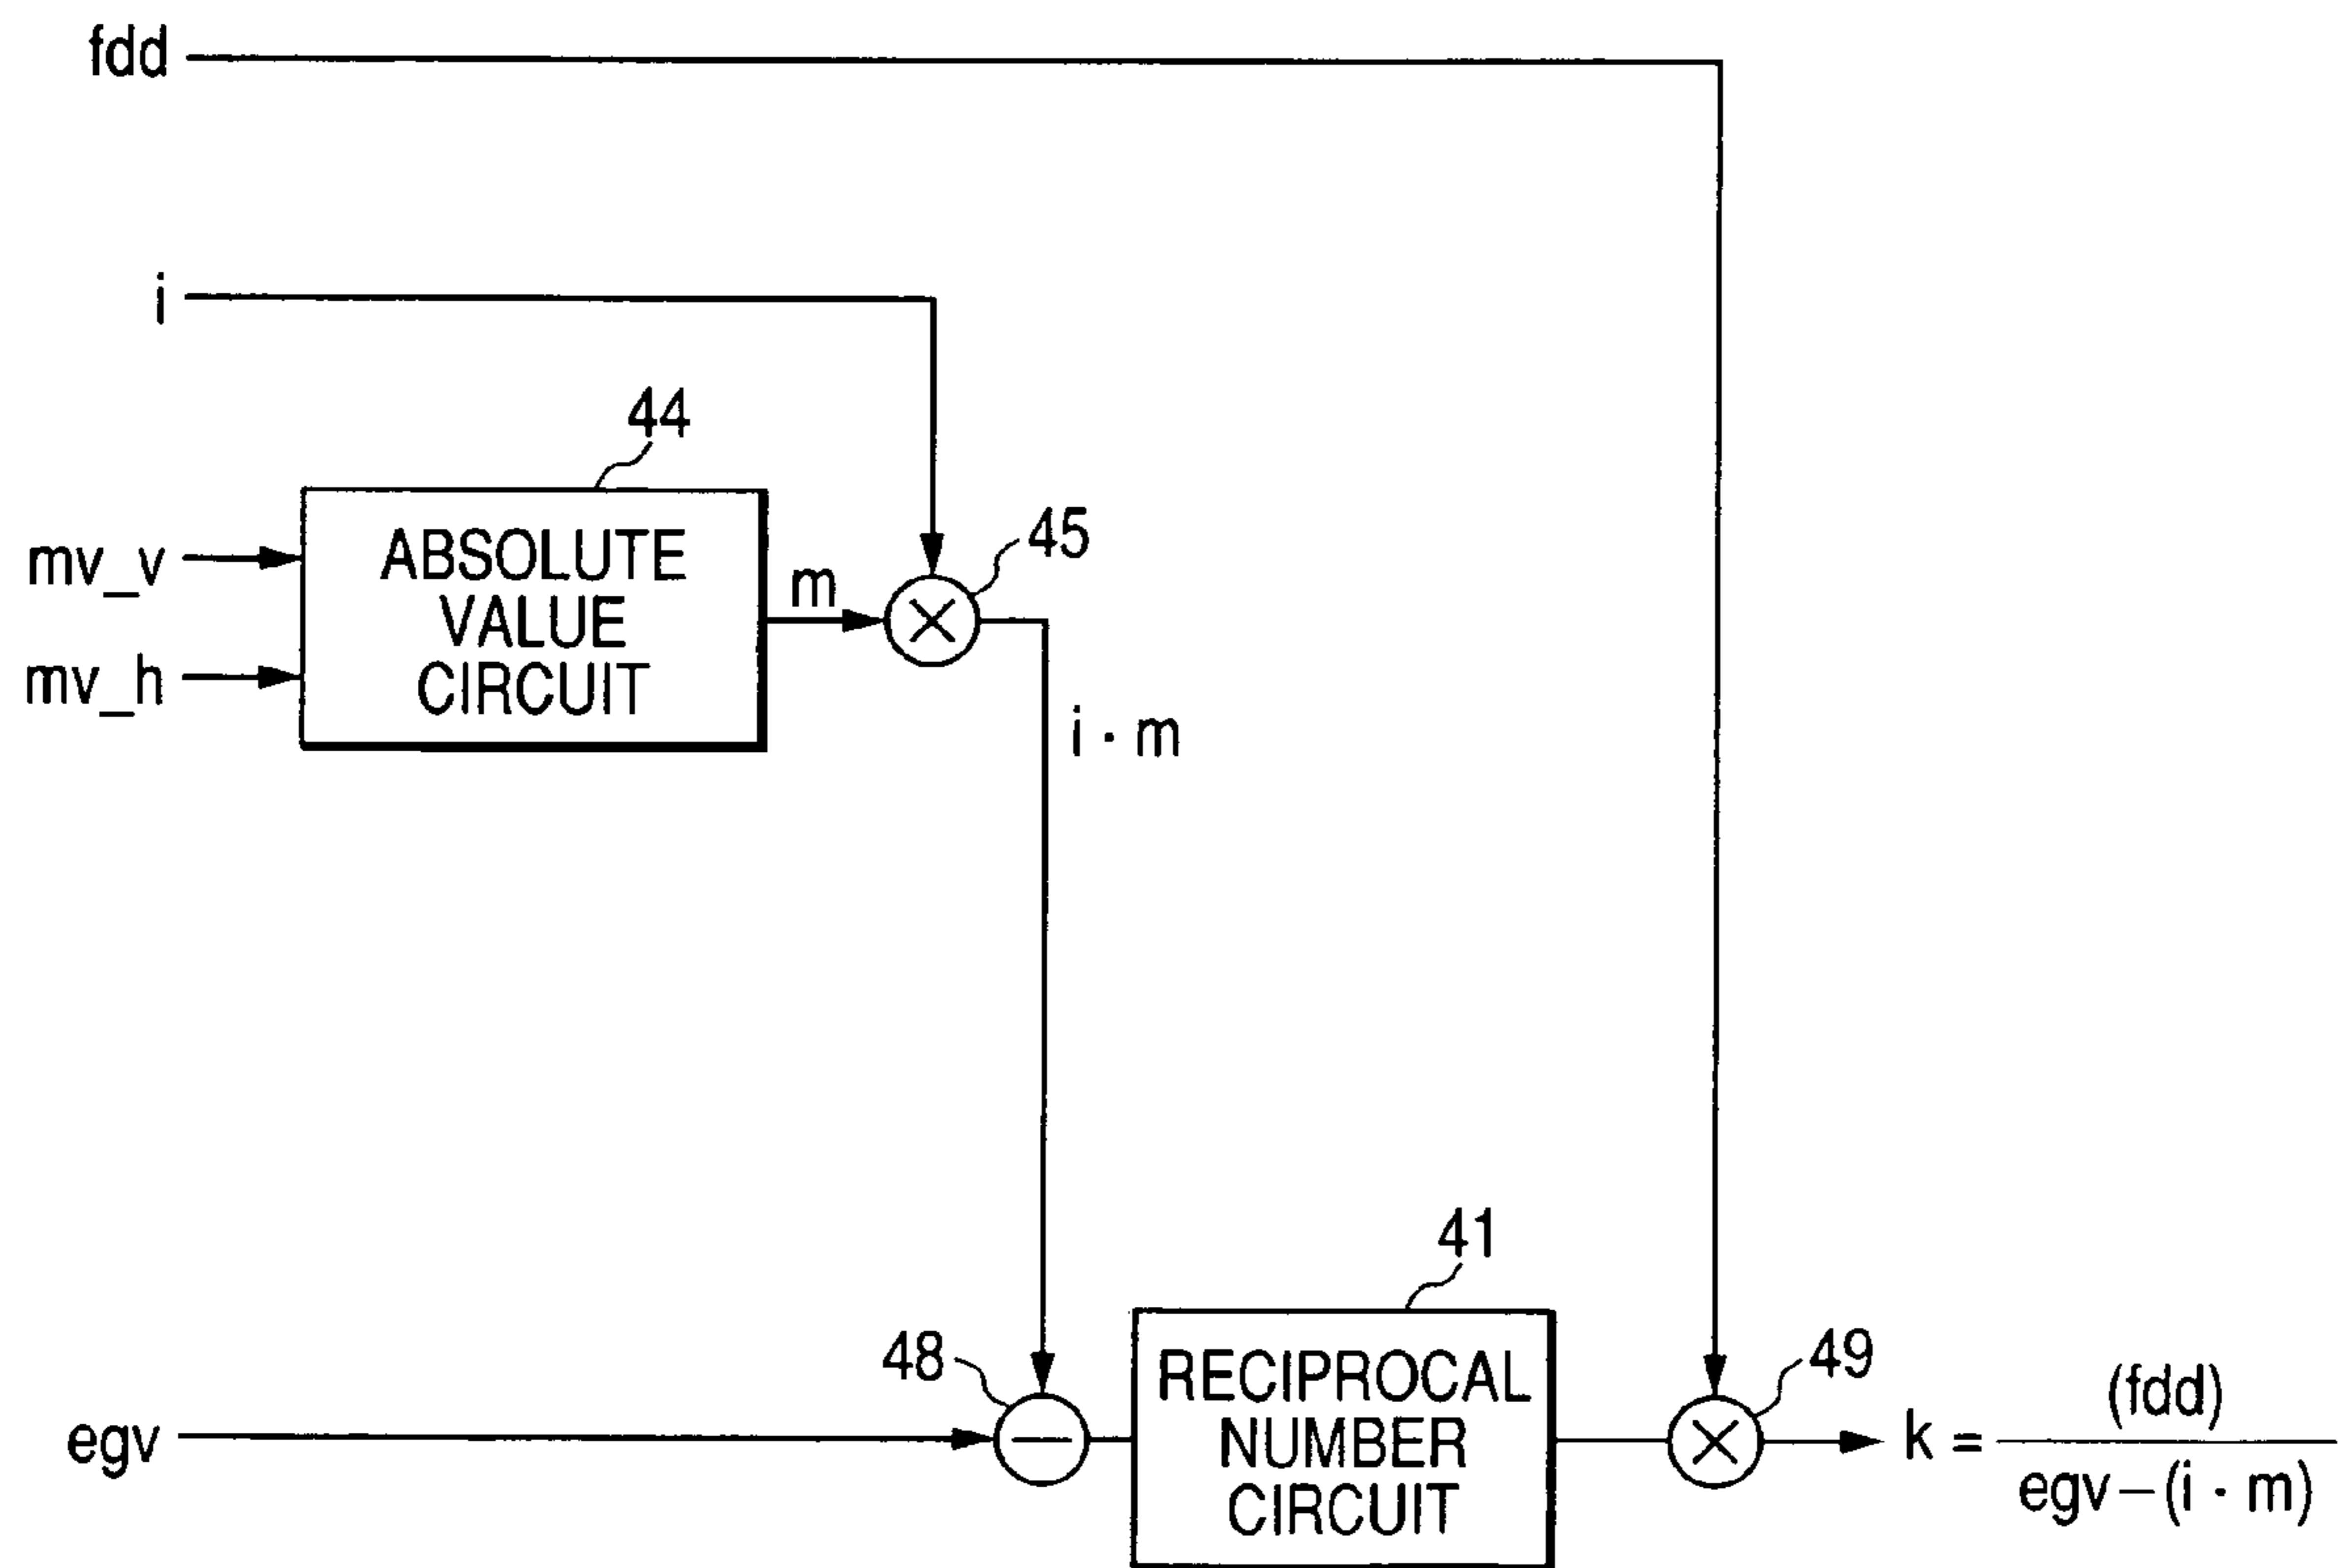 fdd
i
44
mv_v
mv_h
ABSOLUTE
VALUE
CIRCUIT
m
45
i · m
41
egv
48
RECIPROCAL
NUMBER
CIRCUIT
49
k = (fdd)
egv – (i · m)